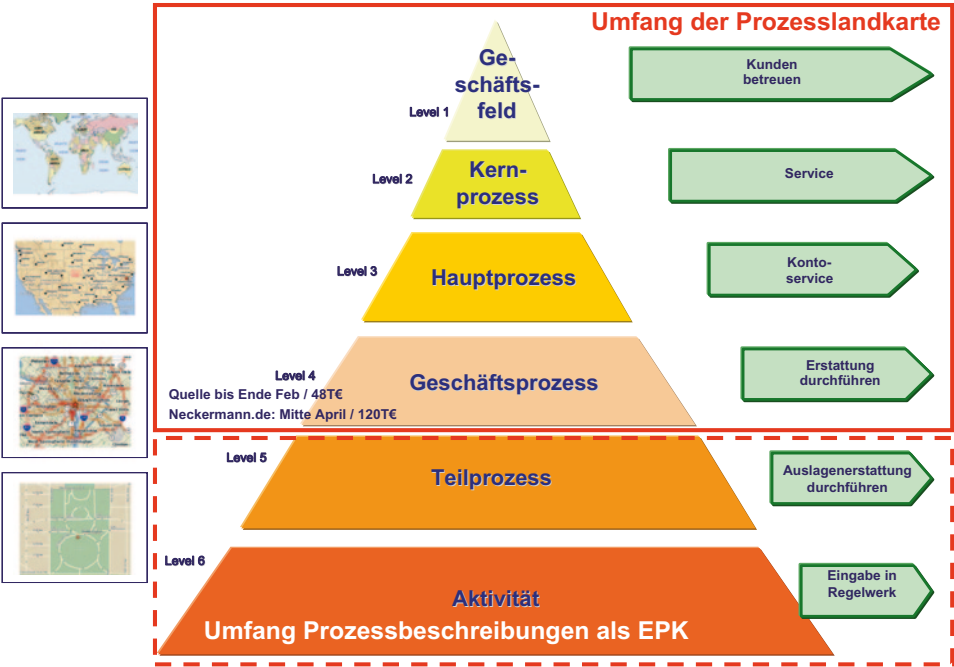 Umfang der Prozesslandkarte
Ge-
schäfts-
feld
Level 1
Kunden
betreuen
Level 2
Kern-
prozess
Service
Level 3
Hauptprozess
Konto-
service
Level 4
Quelle bis Ende Feb / 48T€
Neckermann.de: Mitte April / 120T€
Geschäftsprozess
Erstattung
durchführen
Level 5
Teilprozess
Auslagenerstattung
durchführen
Level 6
Aktivität
Eingabe in
Regelwerk
Umfang Prozessbeschreibungen als EPK